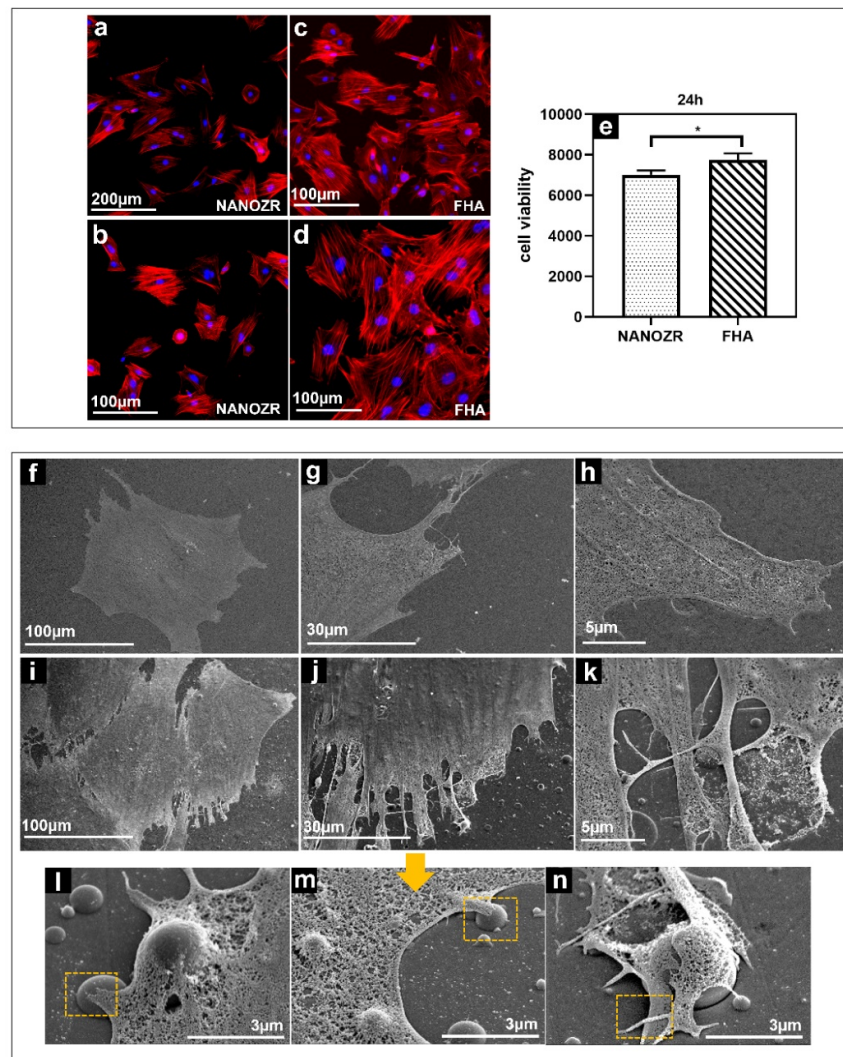 a
200μm
NANOZR
c
100μm
FHA
b
100μm
NANOZR
d
100μm
FHA
24h
e
*
cell viability
10000
8000
6000
4000
2000
0
NANOZR
FHA
f
100μm
g
30μm
h
5μm
i
100μm
j
30μm
k
5μm
l
3μm
m
3μm
n
3μm